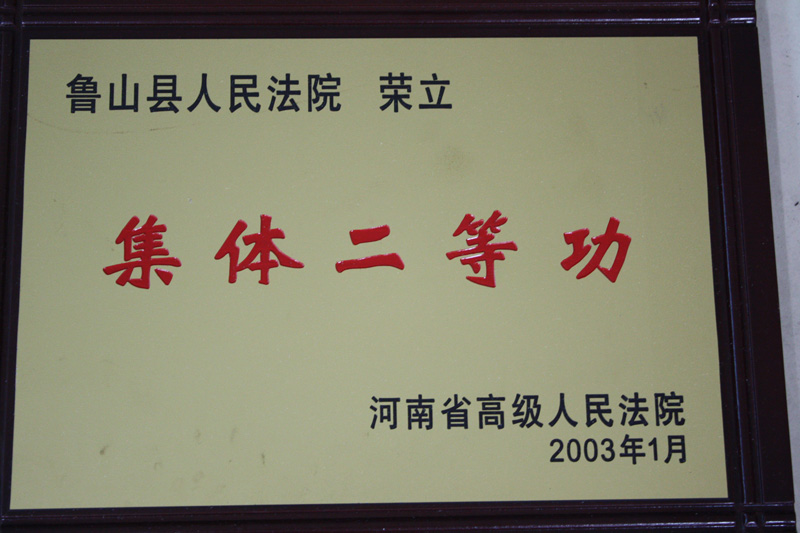 鲁山县人民法院 荣立
集体二等功
河南省高级人民法院
2003年1月